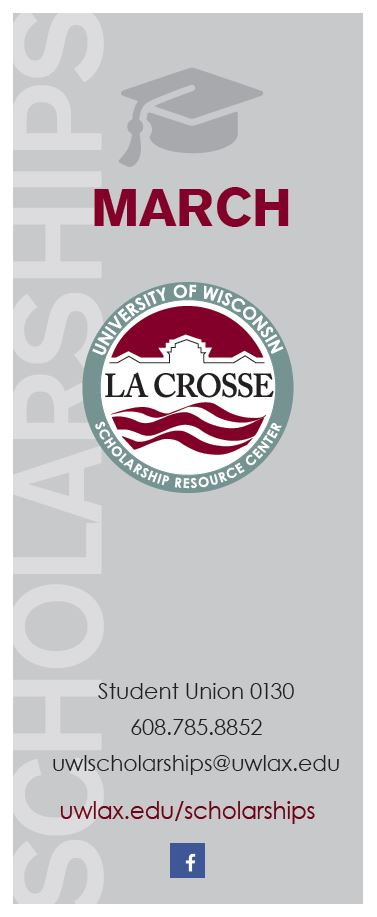 SCHOLARSHIPS
MARCH
UNIVERSITY OF WISCONSIN
LA CROSSE
SCHOLARSHIP RESOURCE CENTER
Student Union 0130
608.785.8852
uwlscholarships@uwlax.edu
uwlax.edu/scholarships
f